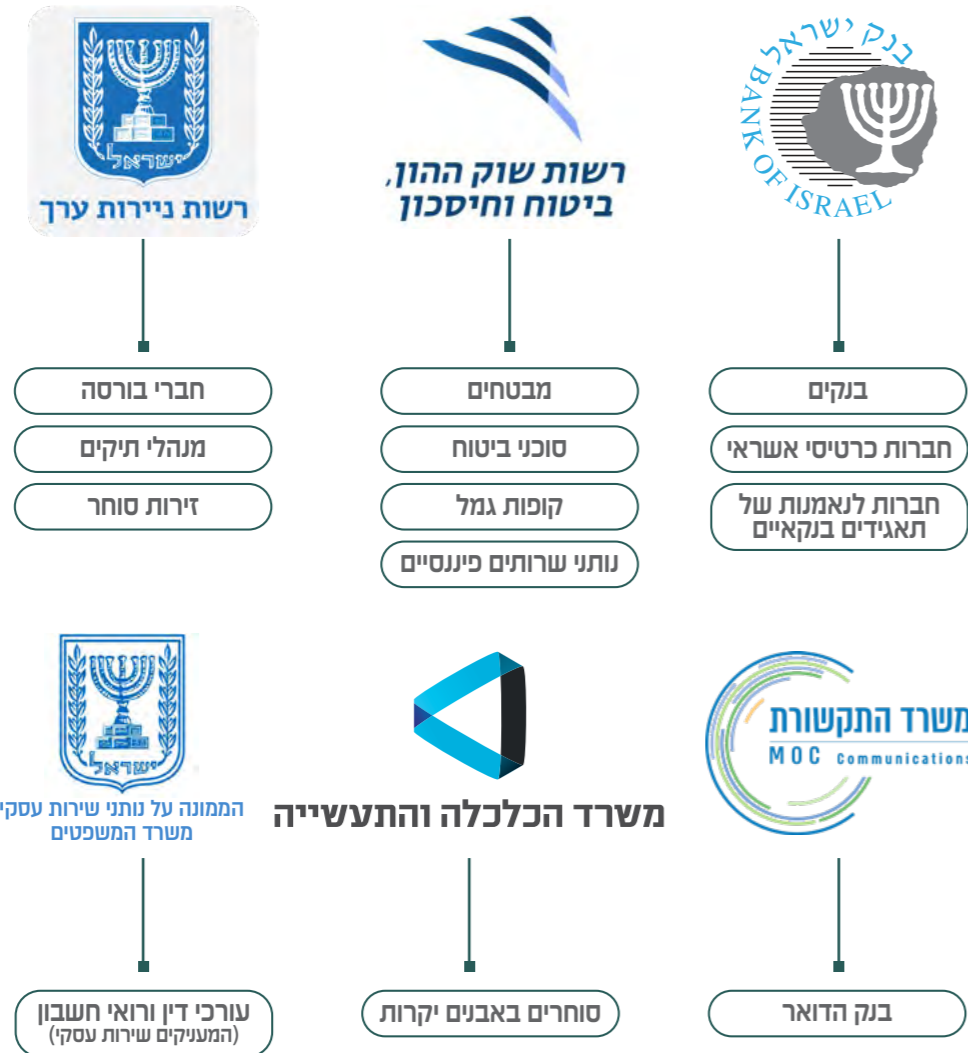 בנק ישראל
BANK OF ISRAEL
בנקים
חברות כרטיסי אשראי
חברות לנאמנות של
תאגידים בנקאיים
רשות שוק ההון,
ביטוח וחיסכון
מבטחים
סוכני ביטוח
קופות גמל
נותני שרותים פיננסיים
ישראל
רשות ניירות ערך
חברי בורסה
מנהלי תיקים
זירות סוחר
משרד התקשורת
MOC Communications
בנק הדואר
משרד הכלכלה והתעשייה
סוחרים באבנים יקרות
ישראל
הממונה על נותני שירות עסקי
משרד המשפטים
עורכי דין ורואי חשבון
(המעניקים שירות עסקי)